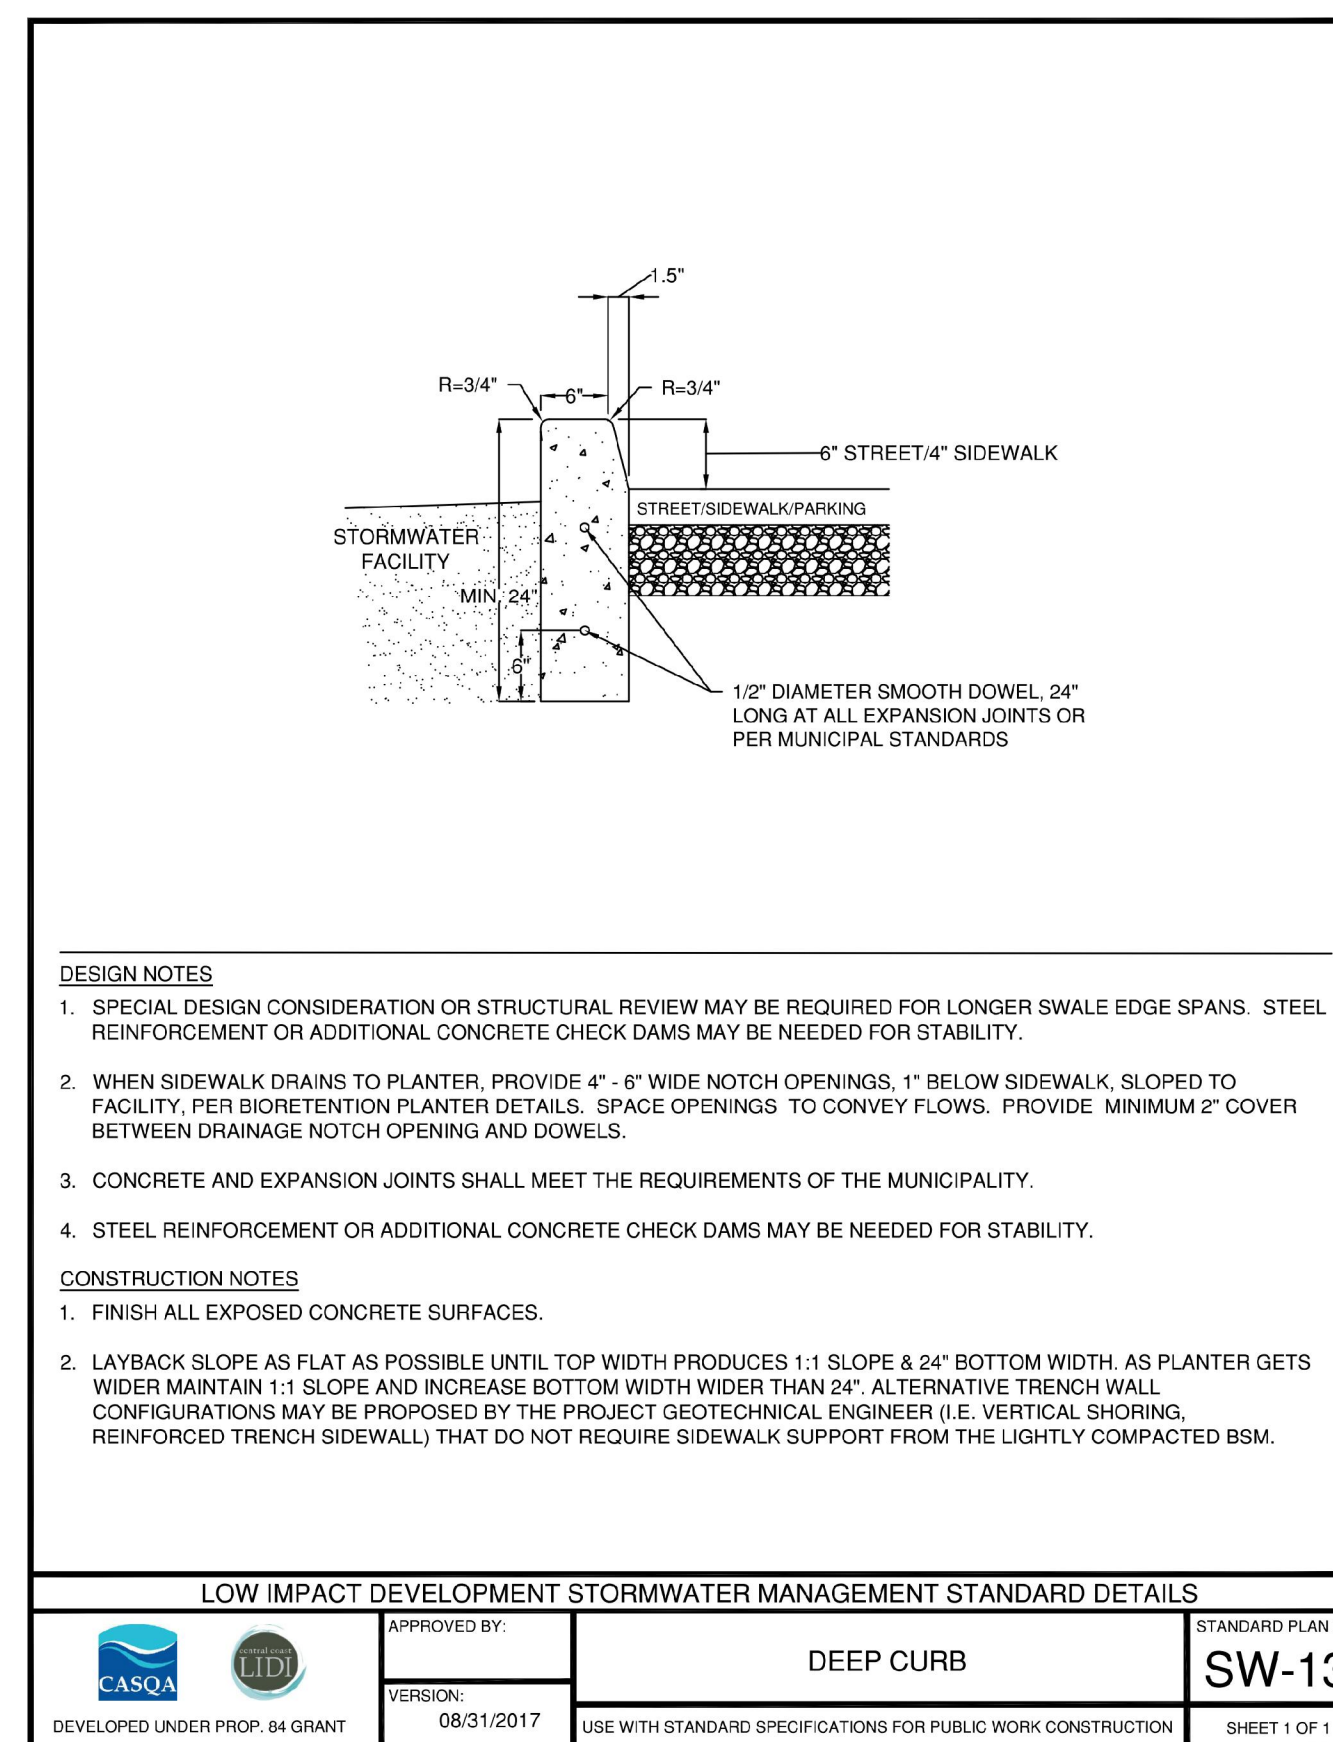 1.5"
R=3/4"
6"
R=3/4"
6" STREET/4" SIDEWALK
STREET/SIDEWALK/PARKING
STORMWATER
FACILITY
MIN. 24"
6"
1/2" DIAMETER SMOOTH DOWEL, 24"
LONG AT ALL EXPANSION JOINTS OR
PER MUNICIPAL STANDARDS
DESIGN NOTES
1. SPECIAL DESIGN CONSIDERATION OR STRUCTURAL REVIEW MAY BE REQUIRED FOR LONGER SWALE EDGE SPANS. STEEL
REINFORCEMENT OR ADDITIONAL CONCRETE CHECK DAMS MAY BE NEEDED FOR STABILITY.
2. WHEN SIDEWALK DRAINS TO PLANTER, PROVIDE 4" - 6" WIDE NOTCH OPENINGS, 1" BELOW SIDEWALK, SLOPED TO
FACILITY, PER BIORETENTION PLANTER DETAILS. SPACE OPENINGS TO CONVEY FLOWS. PROVIDE MINIMUM 2" COVER
BETWEEN DRAINAGE NOTCH OPENING AND DOWELS.
3. CONCRETE AND EXPANSION JOINTS SHALL MEET THE REQUIREMENTS OF THE MUNICIPALITY.
4. STEEL REINFORCEMENT OR ADDITIONAL CONCRETE CHECK DAMS MAY BE NEEDED FOR STABILITY.
CONSTRUCTION NOTES
1. FINISH ALL EXPOSED CONCRETE SURFACES.
2. LAYBACK SLOPE AS FLAT AS POSSIBLE UNTIL TOP WIDTH PRODUCES 1:1 SLOPE & 24" BOTTOM WIDTH. AS PLANTER GETS
WIDER MAINTAIN 1:1 SLOPE AND INCREASE BOTTOM WIDTH WIDER THAN 24". ALTERNATIVE TRENCH WALL
CONFIGURATIONS MAY BE PROPOSED BY THE PROJECT GEOTECHNICAL ENGINEER (I.E. VERTICAL SHORING,
REINFORCED TRENCH SIDEWALL) THAT DO NOT REQUIRE SIDEWALK SUPPORT FROM THE LIGHTLY COMPACTED BSM.
LOW IMPACT DEVELOPMENT STORMWATER MANAGEMENT STANDARD DETAILS
CASQA
central coast
LIDI
DEVELOPED UNDER PROP. 84 GRANT
APPROVED BY:
VERSION:
08/31/2017
DEEP CURB
USE WITH STANDARD SPECIFICATIONS FOR PUBLIC WORK CONSTRUCTION
STANDARD PLAN
SW-13
SHEET 1 OF 1